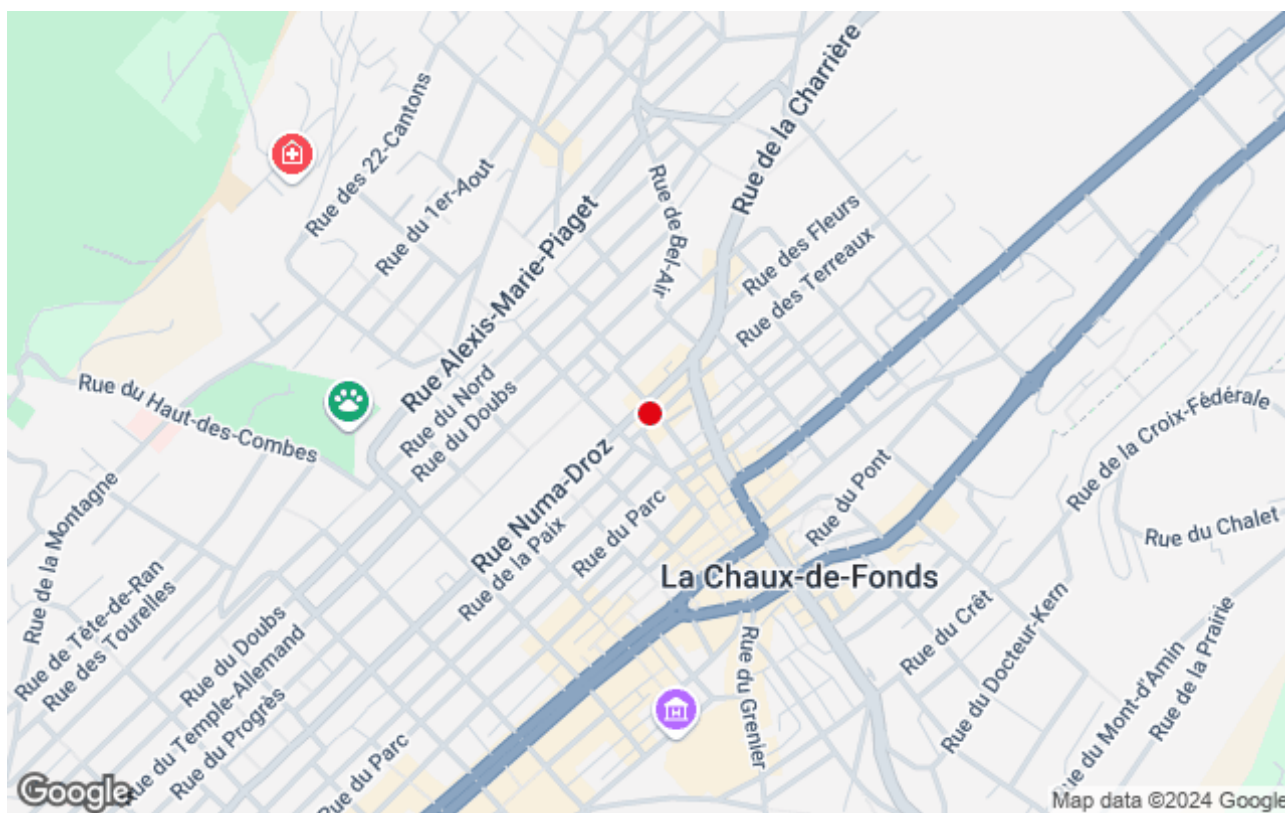 Rue de la Charrière
Rue des 22-Cantons
Rue du 1er-Aout
Rue de Bel-Air
Rue Alexis-Marie-Piaget
Rue des Fleurs
Rue des Terreaux
Rue du Haut-des-Combes
Rue du Nord
Rue du Doubs
Rue Numa-Droz
Rue de la Paix
Rue du Parc
Rue du Pont
Rue de la Croix-Fédérale
Rue du Chalet
Rue de la Montagne
La Chaux-de-Fonds
Rue de Tête-de-Ran
Rue des Tourelles
Rue du Doubs
Rue du Temple-Allemand
Rue du Progrès
Rue du Parc
Rue du Grenier
Rue du Crêt
Rue du Docteur-Kern
Rue du Mont-d'Amin
Rue de la Prairie
H
Google
Map data ©2024 Google